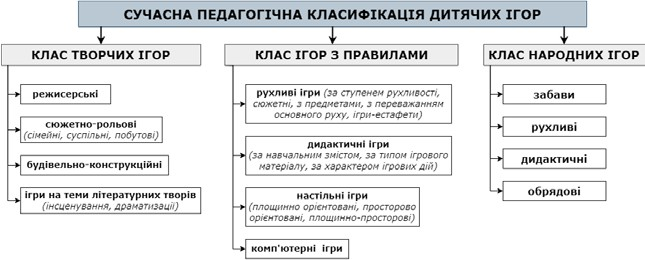 СУЧАСНА ПЕДАГОГІЧНА КЛАСИФІКАЦІЯ ДИТЯЧИХ ІГОР
КЛАС ТВОРЧИХ ІГОР
режисерські
сюжетно-рольові
(сімейні, суспільні, побутові)
будівельно-конструкційні
ігри на теми літературних творів
(інсценування, драматизації)
КЛАС ІГОР З ПРАВИЛАМИ
рухливі ігри (за ступенем рухливості,
сюжетні, з предметами, з переважанням
основного руху, ігри-естафети)
дидактичні ігри
(за навчальним змістом, за типом ігрового
матеріалу, за характером ігрових дій)
настільні ігри
(площинно орієнтовані, просторово
орієнтовані, площинно-просторові)
комп'ютерні ігри
КЛАС НАРОДНИХ ІГОР
забави
рухливі
дидактичні
обрядові